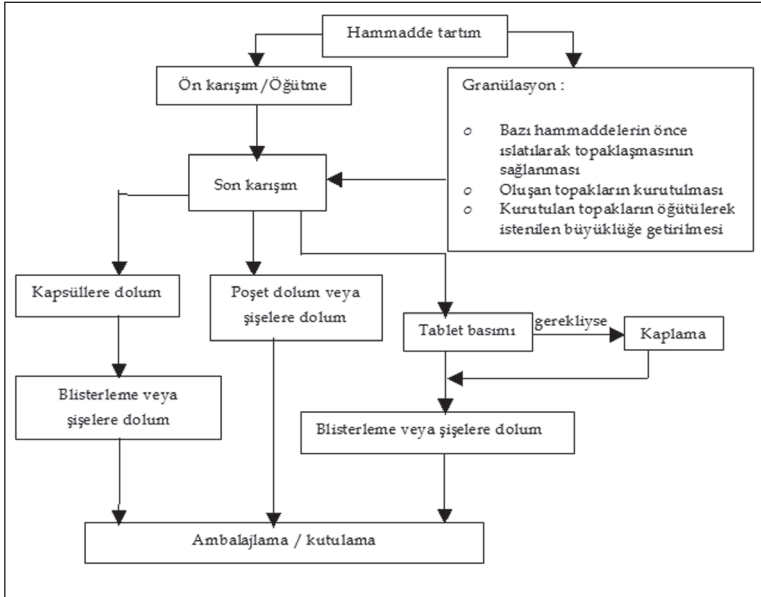 Hammadde tartım
Ön karışım /Öğütme
Granülasyon :
o Bazı hammaddelerin önce
ıslatılarak topaklaşmasının
sağlanması
o Oluşan topakların kurutulması
o Kurutulan topakların öğütülerek
istenilen büyüklüğe getirilmesi
Son karışım
Kapsüllere dolum
Poşet dolum veya
şişelere dolum
Tablet basımı
gerekliyse
Kaplama
Blisterleme veya
şişelere dolum
Blisterleme veya şişelere dolum
Ambalajlama / kutulama